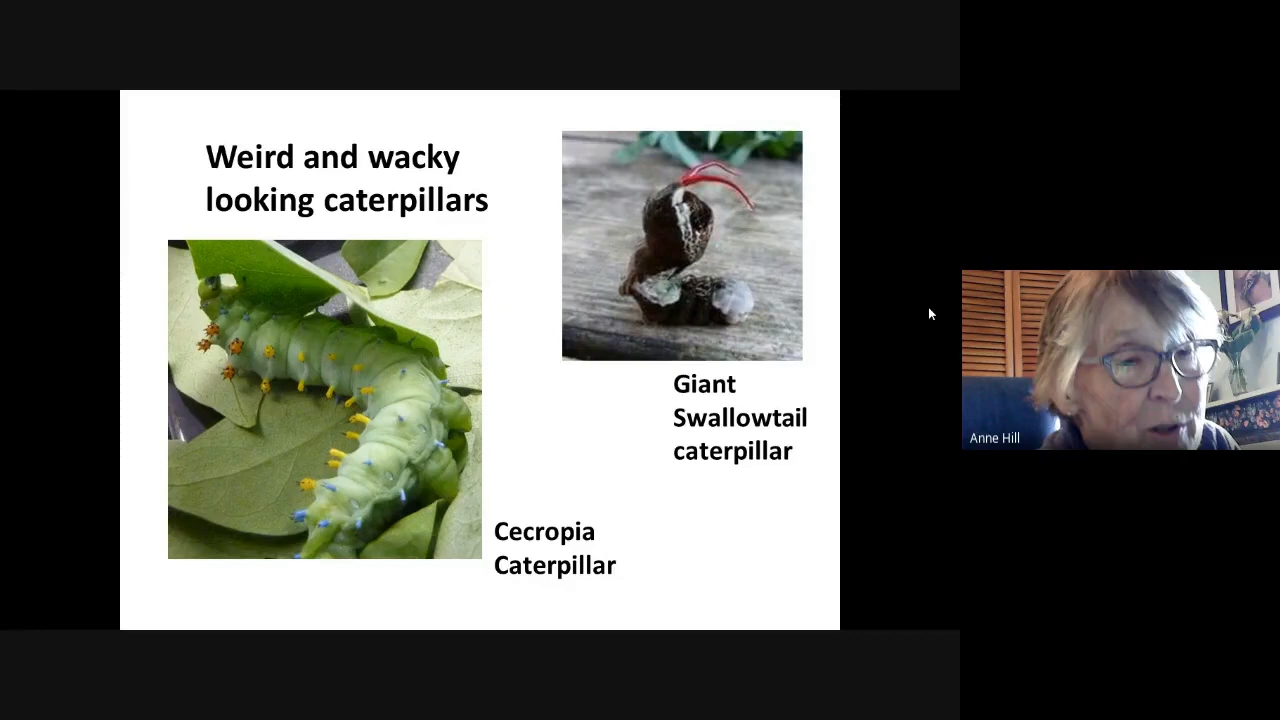 Weird and wacky
looking caterpillars
Giant
Swallowtail
caterpillar
Cecropia
Caterpillar
Anne Hill